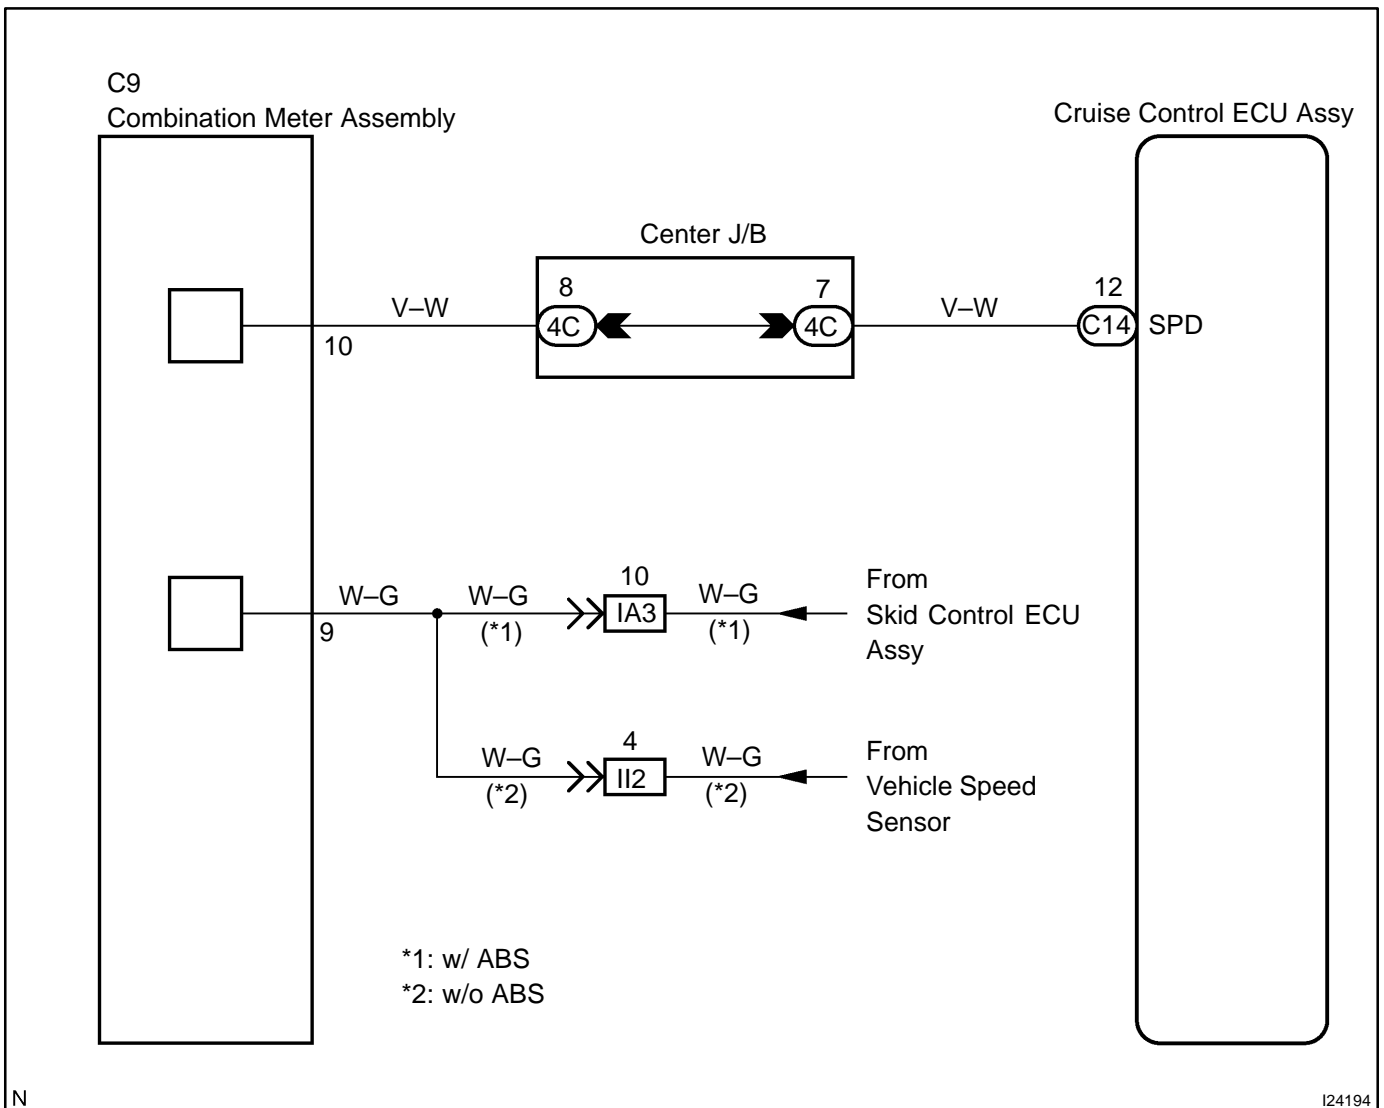 C9
Combination Meter Assembly
Cruise Control ECU Assy
Center J/B
8
7
12
V–W
V–W
4C
4C
C14
SPD
10
10
From
W–G
W–G
W–G
IA3
Skid Control ECU
9
(*1)
(*1)
Assy
4
From
W–G
W–G
II2
Vehicle Speed
(*2)
(*2)
Sensor
*1: w/ ABS
*2: w/o ABS
N
I24194